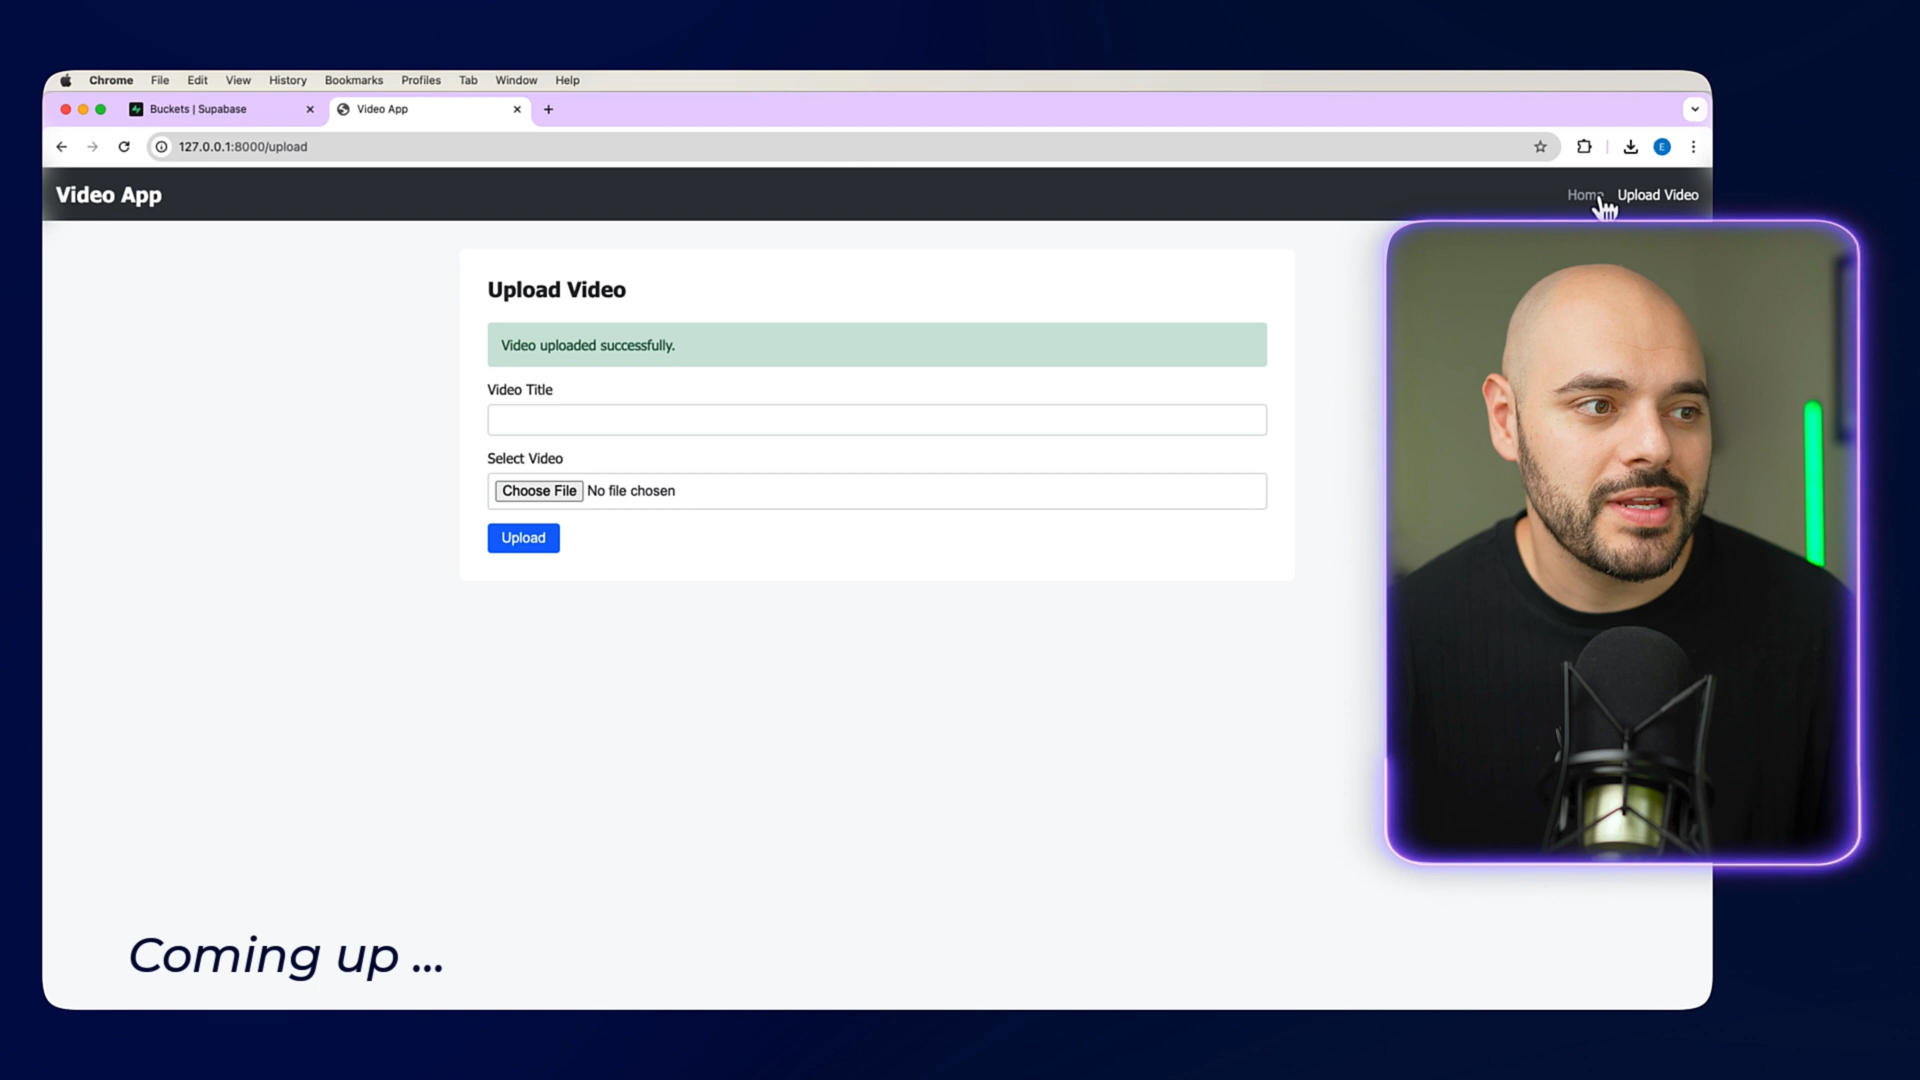 Chrome File Edit View History Bookmarks Profiles Tab Window Help
Buckets | Supabase
Video App
127.0.0.1:8000/upload
E
Video App
Home Upload Video
Upload Video
Video uploaded successfully.
Video Title
Select Video
Choose File No file chosen
Upload
Coming up ...